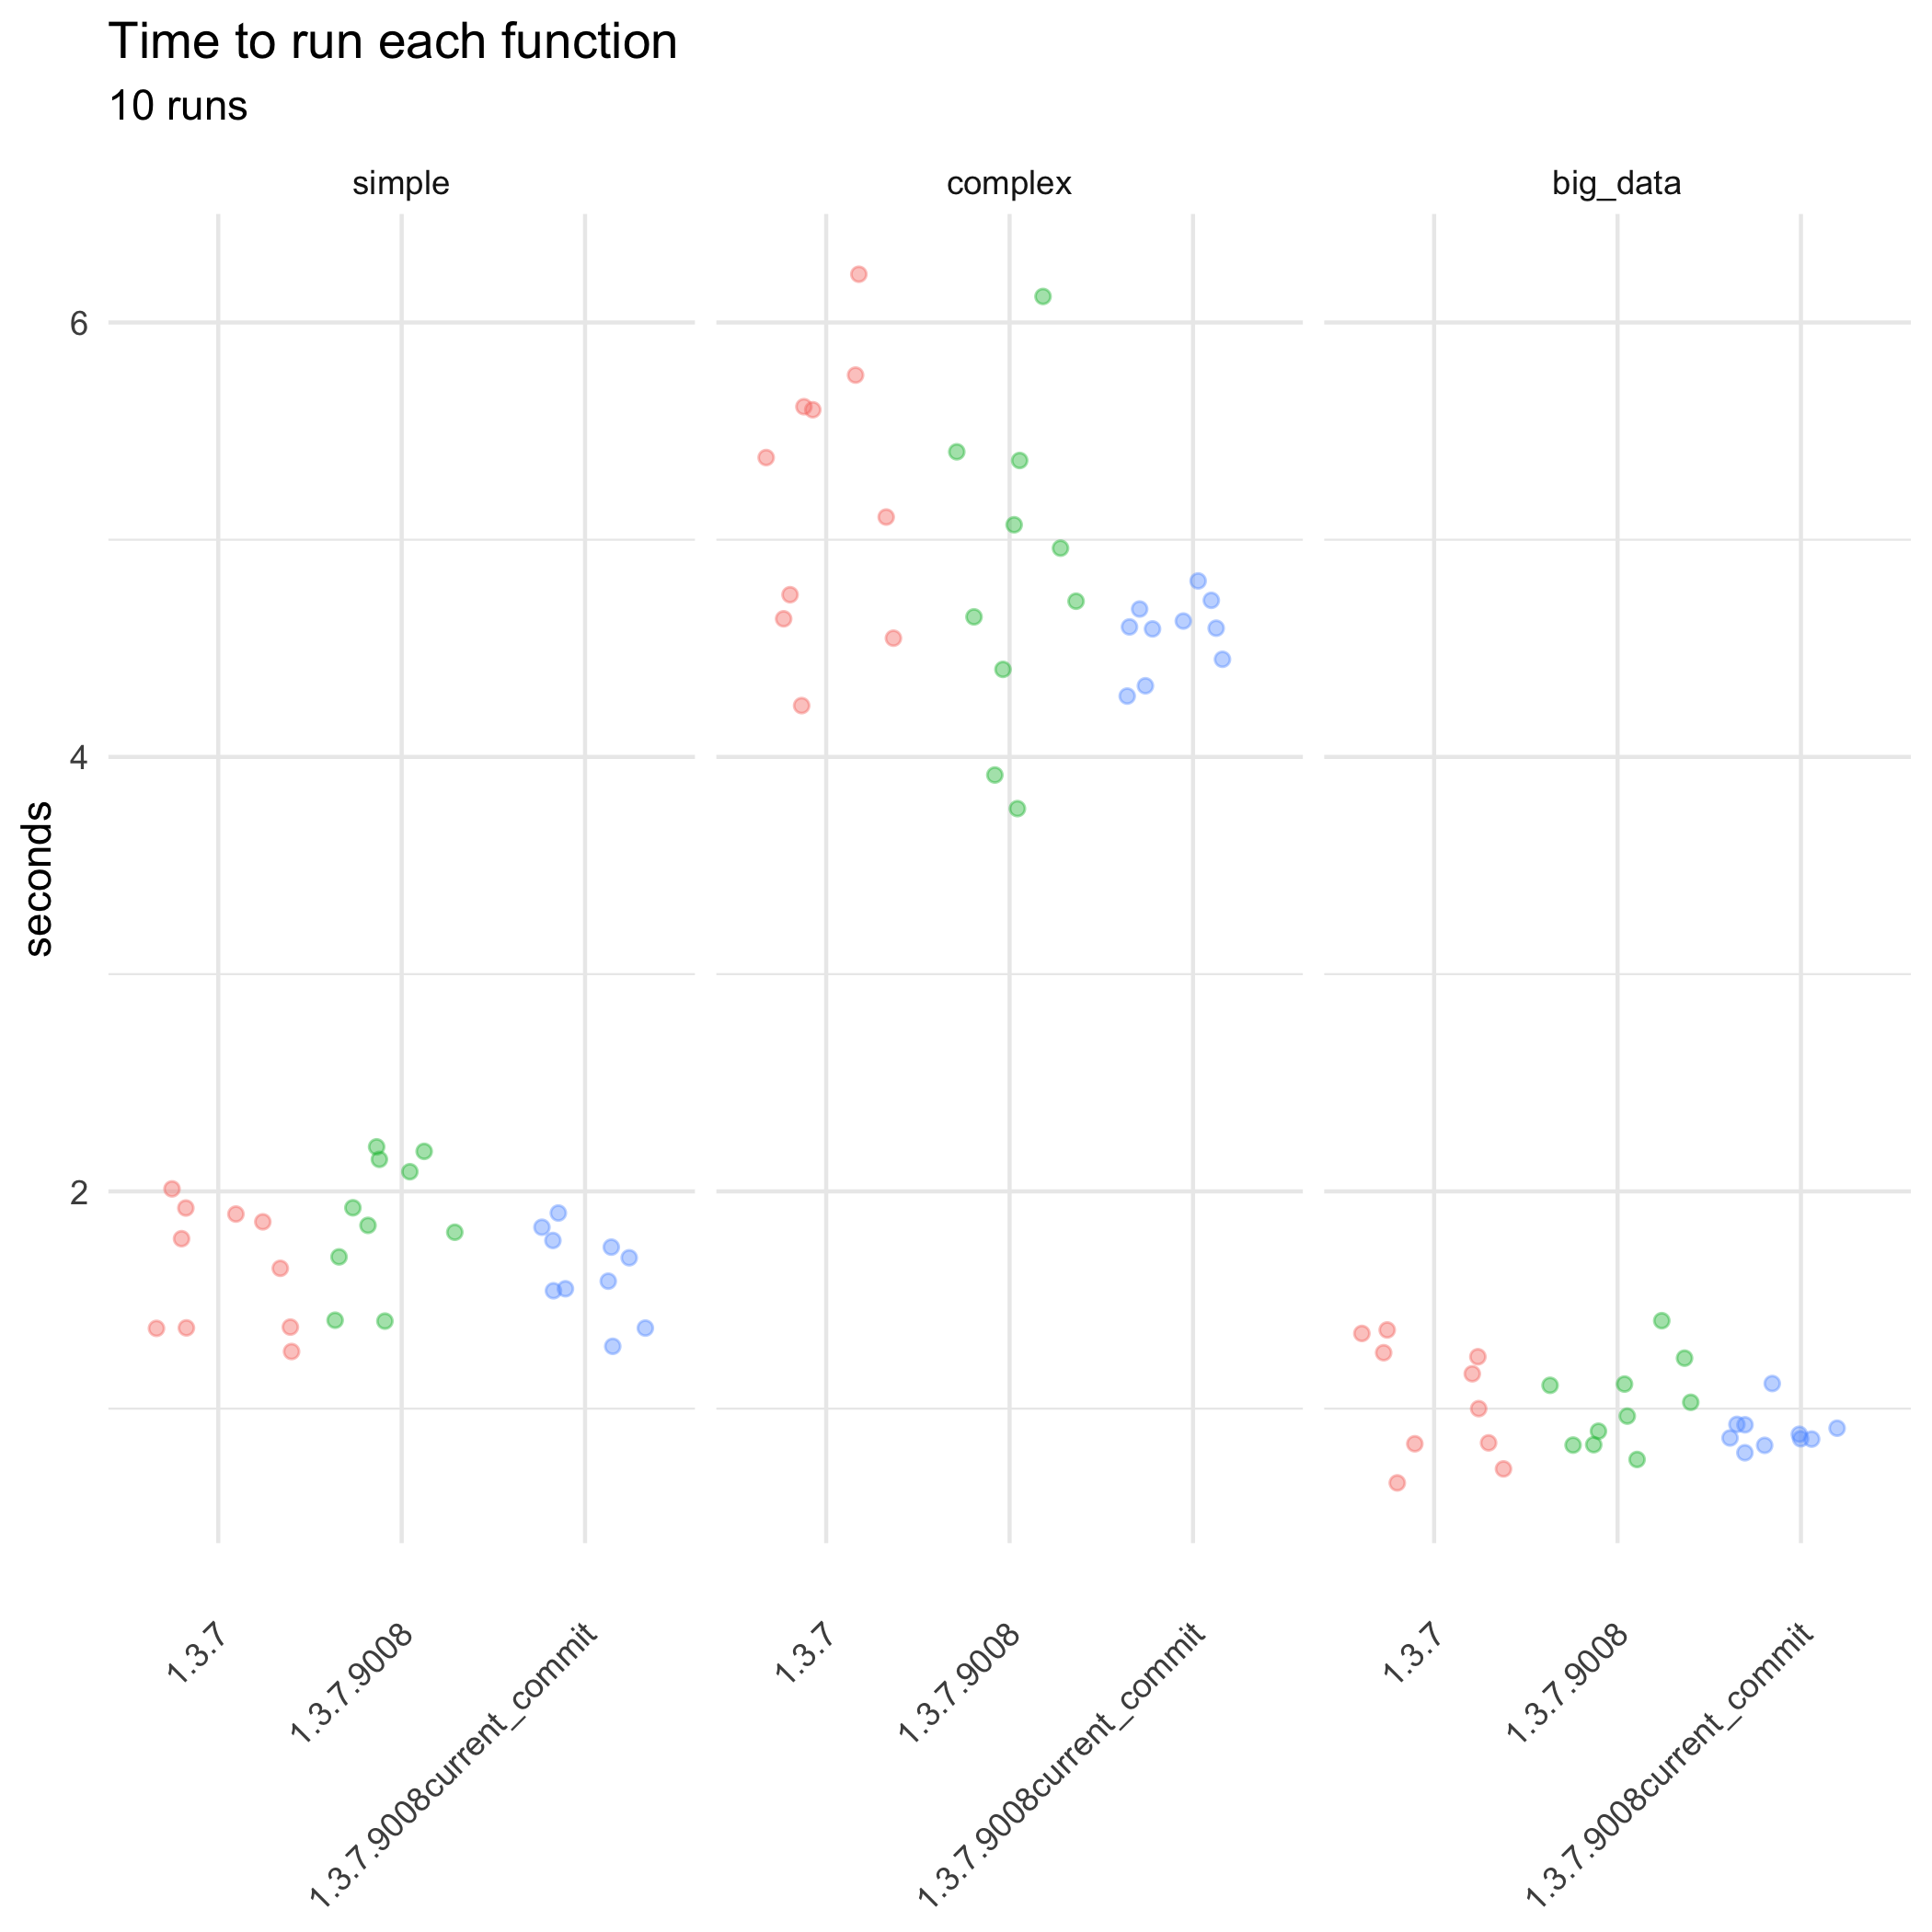 Time to run each function
10 runs
simple
complex
big_data
6
4
2
seconds
1.3.7
1.3.7.9008
1.3.7.9008current_commit
1.3.7
1.3.7.9008
1.3.7.9008current_commit
1.3.7
1.3.7.9008
1.3.7.9008current_commit